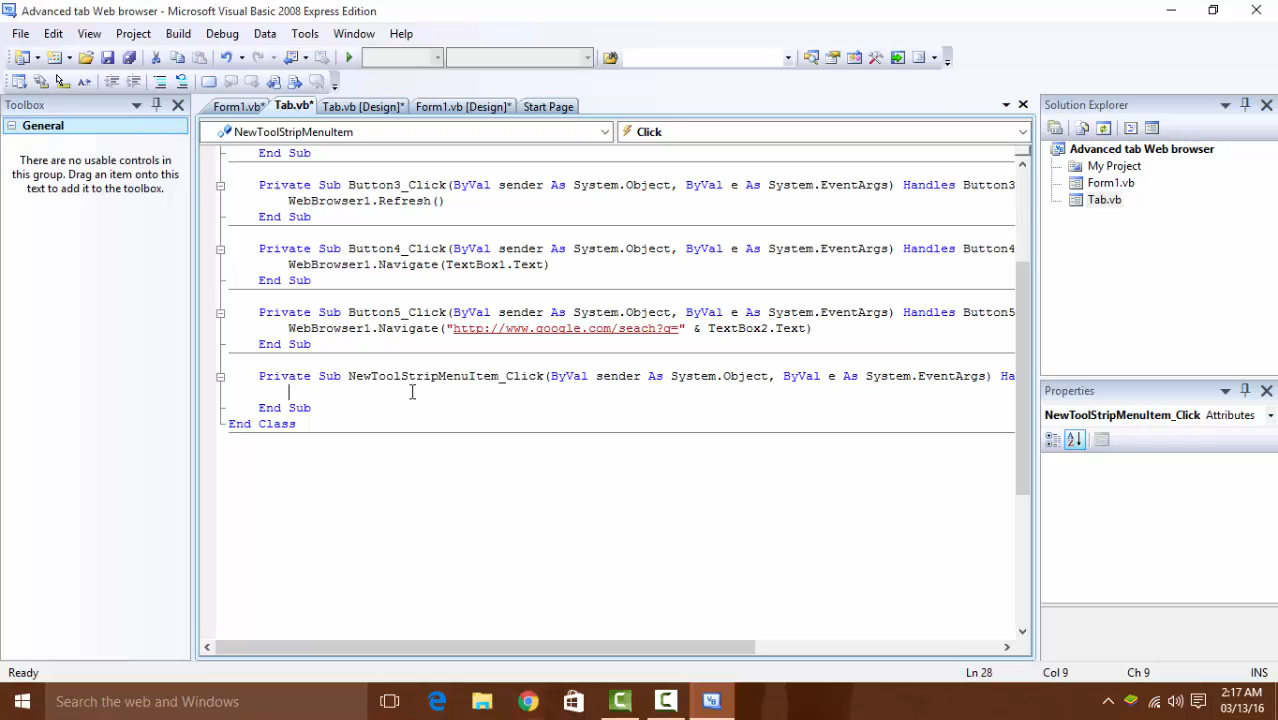 Advanced tab Web browser - Microsoft Visual Basic 2008 Express Edition
File Edit View Project Build Debug Data Tools Window Help
Toolbox
Form1.vb* Tab.vb* Tab.vb [Design]* Form1.vb [Design]* Start Page
Solution Explorer
General
There are no usable controls in
this group. Drag an item onto this
text to add it to the toolbox.
NewToolStripMenuItem Click
End Sub
Private Sub Button3_Click(ByVal sender As System.Object, ByVal e As System.EventArgs) Handles Button3
WebBrowser1.Refresh()
End Sub
Private Sub Button4_Click(ByVal sender As System.Object, ByVal e As System.EventArgs) Handles Button4
WebBrowser1.Navigate(TextBox1.Text)
End Sub
Private Sub Button5_Click(ByVal sender As System.Object, ByVal e As System.EventArgs) Handles Button5
WebBrowser1.Navigate("http://www.google.com/seach?q=" & TextBox2.Text)
End Sub
Private Sub NewToolStripMenuItem_Click(ByVal sender As System.Object, ByVal e As System.EventArgs) Ha
End Sub
End Class
Advanced tab Web browser
My Project
Form1.vb
Tab.vb
Properties
NewToolStripMenuItem_Click Attributes
Ready Ln 28 Col 9 Ch 9 INS
Search the web and Windows
2:17 AM
03/13/16